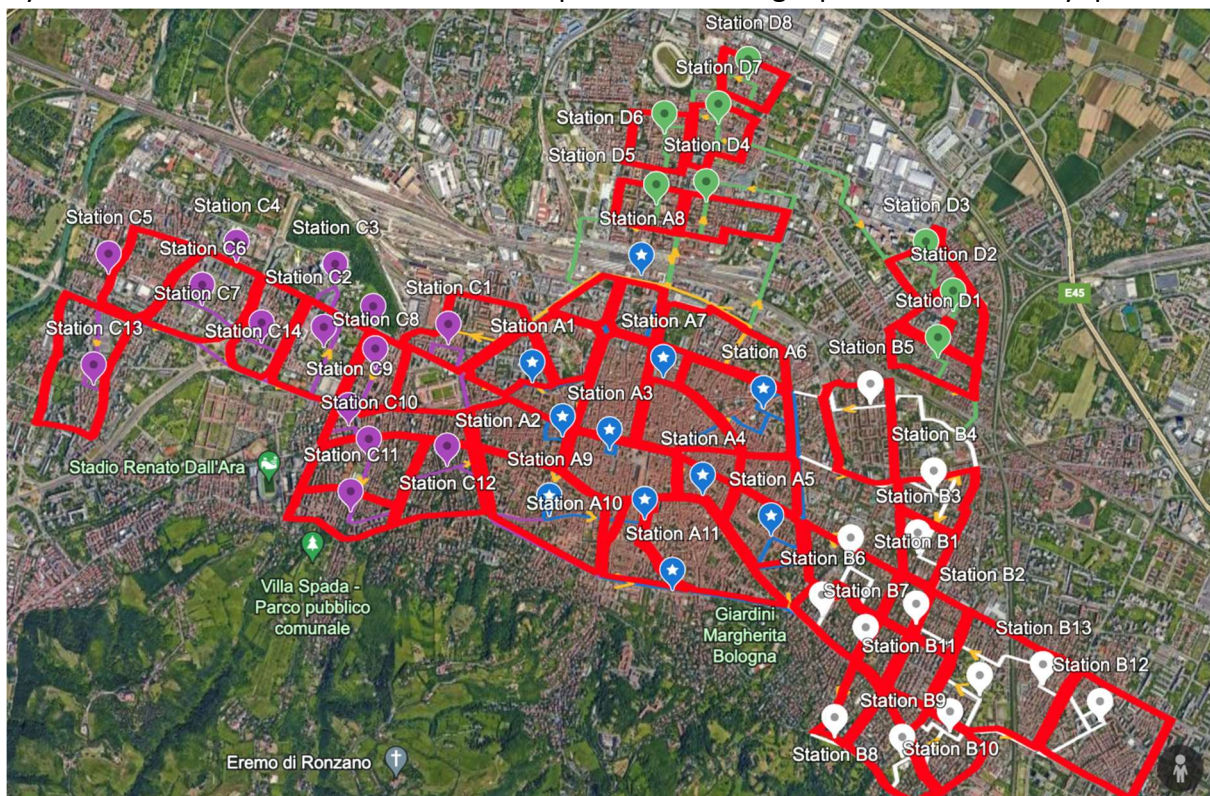 Station D8
Station D7
Station D6
Station D4
Station D5
Station D3
Station A8
Station C4
Station C5
Station C3
Station C6
Station D2
Station C2
Station C7
Station C1
Station D1
E45
Station C13
Station C14
Station C8
Station A1
Station A7
Station B5
Station A6
Station C9
Station A3
Station C10
Station A2
Station A4
Station B4
Stadio Renato Dall'Ara
Station C11
Station A9
Station C12
Station A5
Station B3
Station A10
Station A11
Station B1
Station B6
Station B2
Villa Spada -
Parco pubblico
comunale
Station B7
Giardini
Margherita
Bologna
Station B13
Station B11
Station B12
Station B9
Station B8
Station B10
Eremo di Ronzano